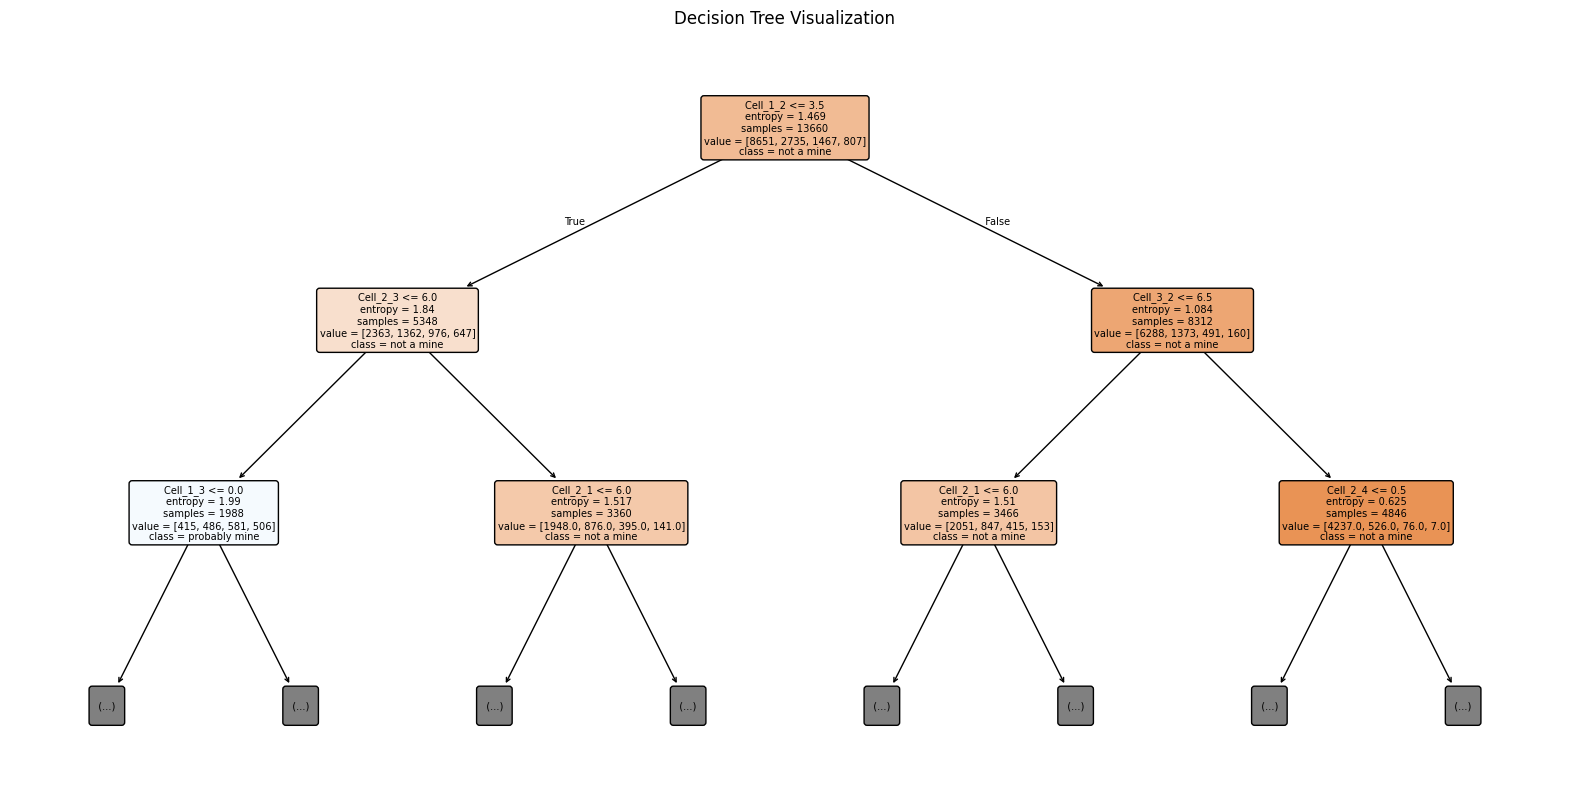 Decision Tree Visualization
Cell_1_2 <= 3.5
entropy = 1.469
samples = 13660
value = [8651, 2735, 1467, 807]
class = not a mine
True
False
Cell_2_3 <= 6.0
entropy = 1.84
samples = 5348
value = [2363, 1362, 976, 647]
class = not a mine
Cell_3_2 <= 6.5
entropy = 1.084
samples = 8312
value = [6288, 1373, 491, 160]
class = not a mine
Cell_1_3 <= 0.0
entropy = 1.99
samples = 1988
value = [415, 486, 581, 506]
class = probably mine
Cell_2_1 <= 6.0
entropy = 1.517
samples = 3360
value = [1948.0, 876.0, 395.0, 141.0]
class = not a mine
Cell_2_1 <= 6.0
entropy = 1.51
samples = 3466
value = [2051, 847, 415, 153]
class = not a mine
Cell_2_4 <= 0.5
entropy = 0.625
samples = 4846
value = [4237.0, 526.0, 76.0, 7.0]
class = not a mine
(...)
(...)
(...)
(...)
(...)
(...)
(...)
(...)